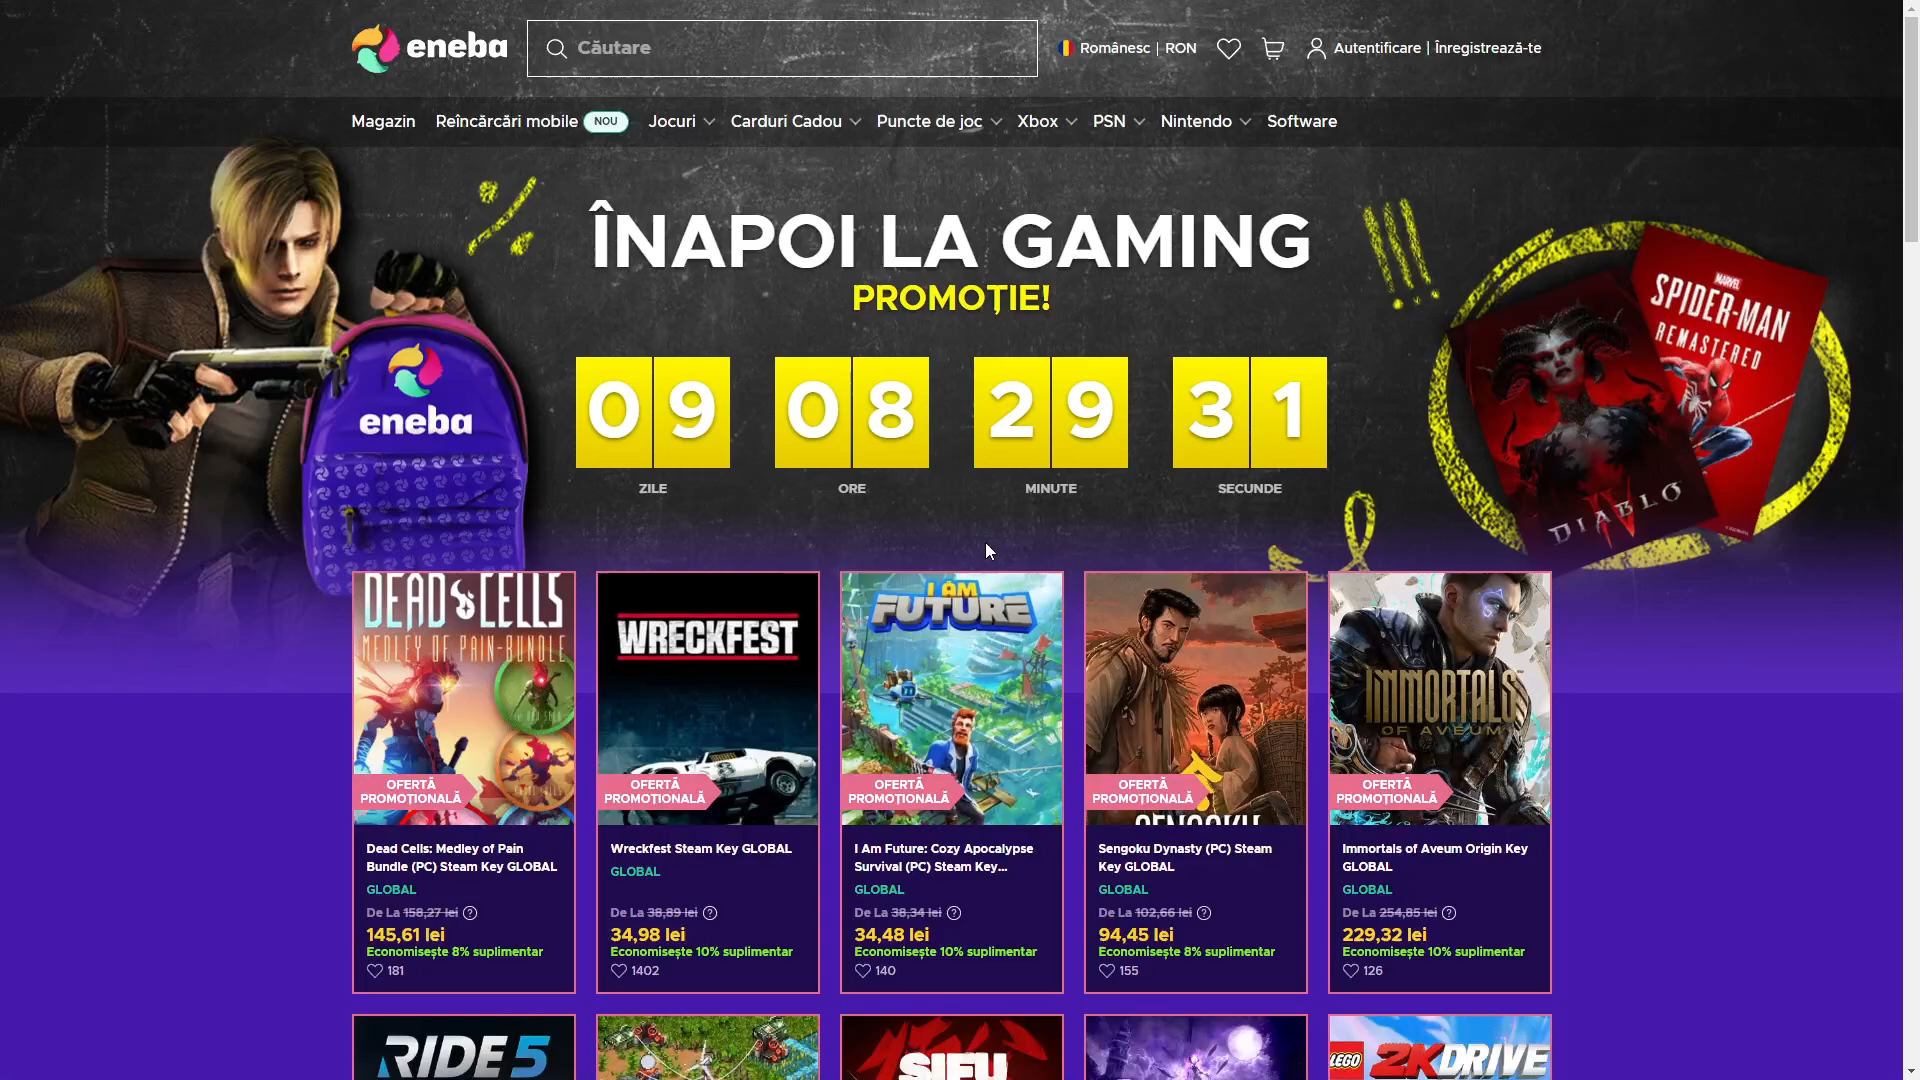 eneba
Căutare
Românesc | RON
Autentificare | Înregistrează-te
Magazin
Reîncărcări mobile NOU
Jocuri
Carduri Cadou
Puncte de joc
Xbox
PSN
Nintendo
Software
ÎNAPOI LA GAMING
PROMOȚIE!
09 08 29 31
ZILE ORE MINUTE SECUNDE
eneba
MARVEL
SPIDER-MAN
REMASTERED
DIABLO
DEAD CELLS
MEDLEY OF PAIN-BUNDLE
OFERTĂ
PROMOȚIONALĂ
Dead Cells: Medley of Pain
Bundle (PC) Steam Key GLOBAL
GLOBAL
De La 158,27 lei
145,61 lei
Economisește 8% suplimentar
181
WRECKFEST
OFERTĂ
PROMOȚIONALĂ
Wreckfest Steam Key GLOBAL
GLOBAL
De La 38,89 lei
34,98 lei
Economisește 10% suplimentar
1402
I AM
FUTURE
OFERTĂ
PROMOȚIONALĂ
I Am Future: Cozy Apocalypse
Survival (PC) Steam Key...
GLOBAL
De La 38,34 lei
34,48 lei
Economisește 10% suplimentar
140
OFERTĂ
PROMOȚIONALĂ
SENGOKU
Sengoku Dynasty (PC) Steam
Key GLOBAL
GLOBAL
De La 102,66 lei
94,45 lei
Economisește 8% suplimentar
155
IMMORTALS
OF AVEUM
OFERTĂ
PROMOȚIONALĂ
Immortals of Aveum Origin Key
GLOBAL
GLOBAL
De La 254,85 lei
229,32 lei
Economisește 10% suplimentar
126
RIDE 5
SIFU
LEGO 2K DRIVE